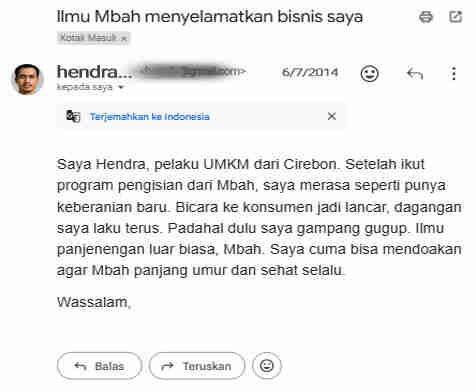 Ilmu Mbah menyelamatkan bisnis saya
Kotak Masuk ×
hendra... @gmail.com> 6/7/2014
kepada saya
Terjemahkan ke Indonesia
Saya Hendra, pelaku UMKM dari Cirebon. Setelah ikut
program pengisian dari Mbah, saya merasa seperti punya
keberanian baru. Bicara ke konsumen jadi lancar, dagangan
saya laku terus. Padahal dulu saya gampang gugup. Ilmu
panjenengan luar biasa, Mbah. Saya cuma bisa mendoakan
agar Mbah panjang umur dan sehat selalu.
Wassalam,
Balas Teruskan